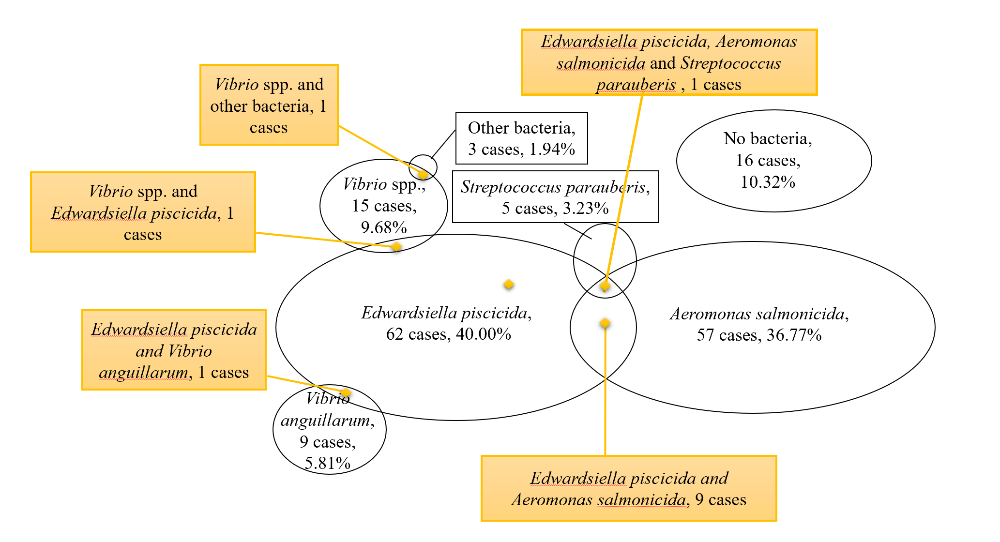 Edwardsiella piscicida, Aeromonas
salmonicida and Streptococcus
parauberis , 1 cases
Vibrio spp. and
other bacteria, 1
cases
Other bacteria,
3 cases, 1.94%
No bacteria,
16 cases,
10.32%
Vibrio spp. and
Edwardsiella piscicida, 1
cases
Vibrio spp.,
15 cases,
9.68%
Streptococcus parauberis,
5 cases, 3.23%
Edwardsiella piscicida,
62 cases, 40.00%
Aeromonas salmonicida,
57 cases, 36.77%
Edwardsiella piscicida
and Vibrio
anguillarum, 1 cases
Vibrio
anguillarum,
9 cases,
5.81%
Edwardsiella piscicida and
Aeromonas salmonicida, 9 cases